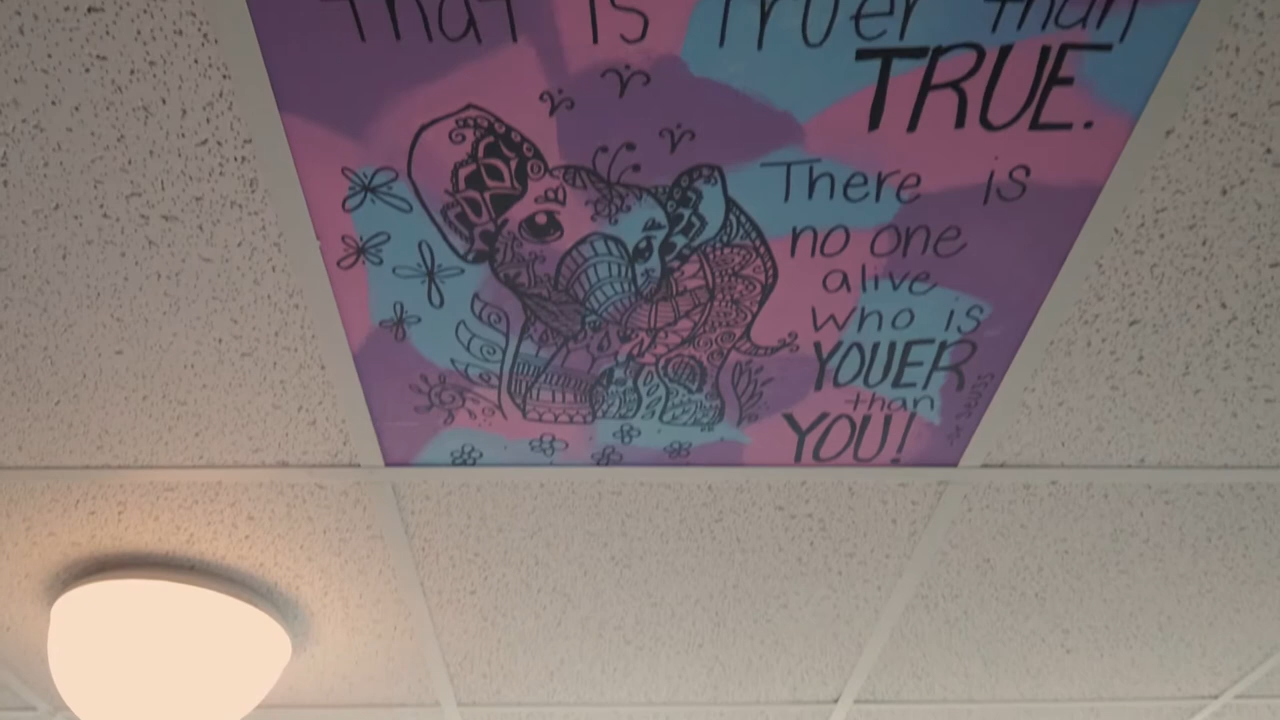 that is Truer than
TRUE.
There is
no one
alive
who is
YOUER
than
YOU!